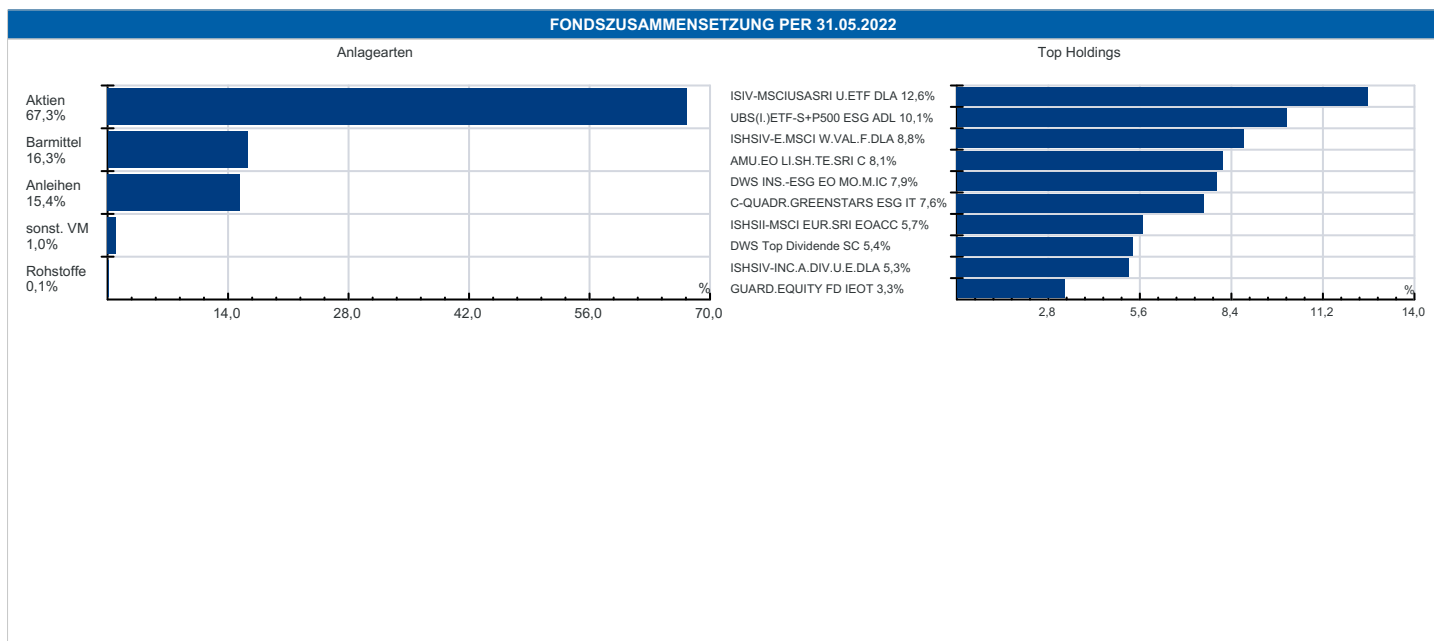 FONDSZUSAMMENSETZUNG PER 31.05.2022
Anlagearten
Aktien
67,3%
Barmittel
16,3%
Anleihen
15,4%
sonst. VM
1,0%
Rohstoffe
0,1%
%
14,0 28,0 42,0 56,0 70,0
Top Holdings
ISIV-MSCIUSASRI U.ETF DLA 12,6%
UBS(I.)ETF-S+P500 ESG ADL 10,1%
ISHSIV-E.MSCI W.VAL.F.DLA 8,8%
AMU.EO LI.SH.TE.SRI C 8,1%
DWS INS.-ESG EO MO.M.IC 7,9%
C-QUADR.GREENSTARS ESG IT 7,6%
ISHSII-MSCI EUR.SRI EOACC 5,7%
DWS Top Dividende SC 5,4%
ISHSIV-INC.A.DIV.U.E.DLA 5,3%
GUARD.EQUITY FD IEOT 3,3%
%
2,8 5,6 8,4 11,2 14,0